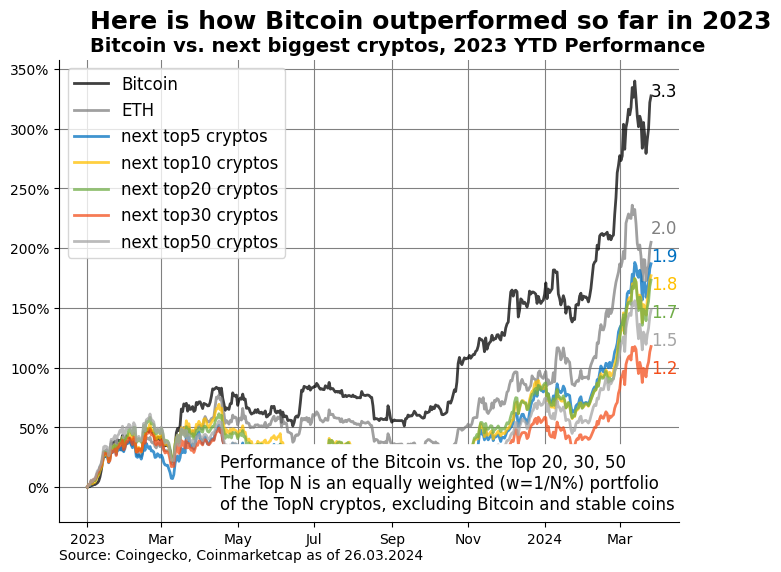 Here is how Bitcoin outperformed so far in 2023
Bitcoin vs. next biggest cryptos, 2023 YTD Performance
350%
300%
250%
200%
150%
100%
50%
0%
Bitcoin
ETH
next top5 cryptos
next top10 cryptos
next top20 cryptos
next top30 cryptos
next top50 cryptos
3.3
2.0
1.9
1.8
1.7
1.5
1.2
Performance of the Bitcoin vs. the Top 20, 30, 50
The Top N is an equally weighted (w=1/N%) portfolio
of the TopN cryptos, excluding Bitcoin and stable coins
2023 Mar May Jul Sep Nov 2024 Mar
Source: Coingecko, Coinmarketcap as of 26.03.2024